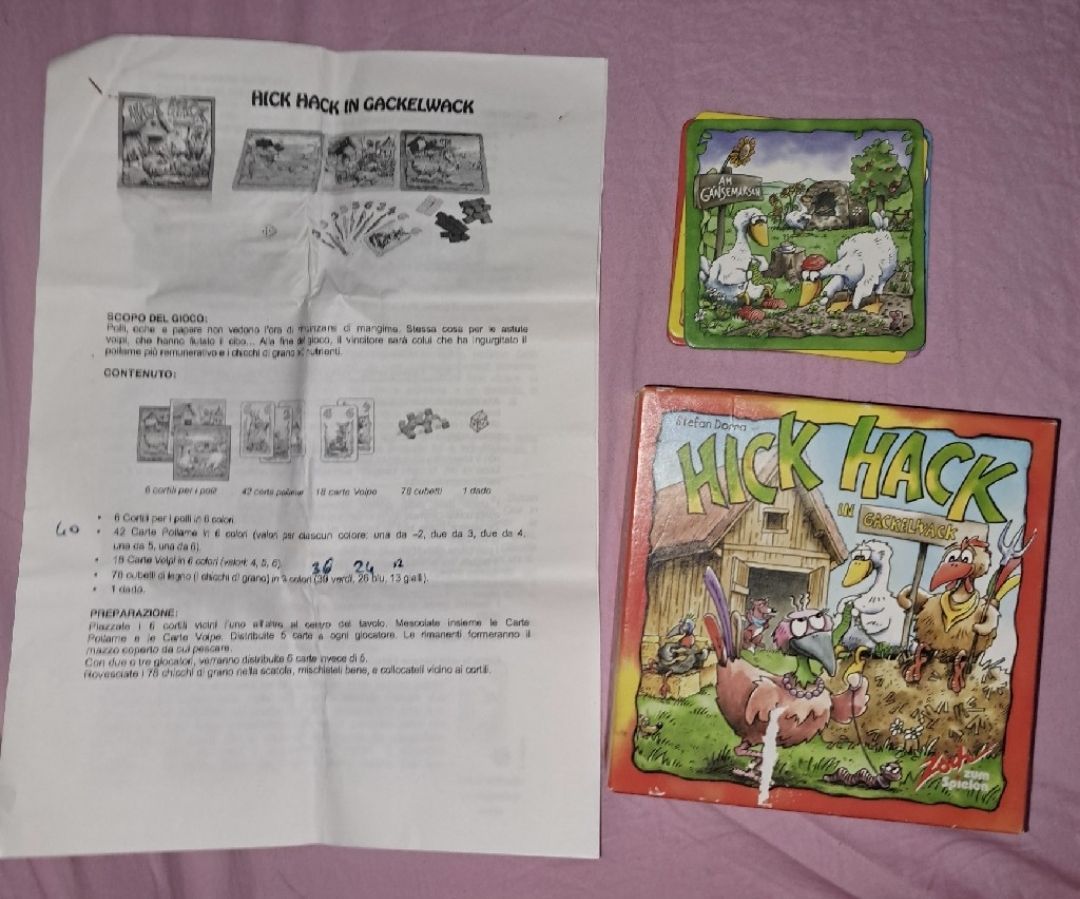 HICK HACK IN GACKELWACK
HICK HACK
SCOPO DEL GIOCO:
Polli, oche e papere non vedono l'ora di rimpinzarsi di mangime. Stessa cosa per le astute
volpi, che hanno fiutato il cibo... Alla fine del gioco, il vincitore sarà colui che ha ingurgitato il
pollame più remunerativo e i chicchi di grano più nutrienti.
CONTENUTO:
6 cortili per i polli 42 carte pollame 18 carte Volpe 78 cubetti 1 dado
60
• 6 Cortili per i polli in 6 colori.
• 42 Carte Pollame in 6 colori (valori per ciascun colore: una da –2, due da 3, due da 4,
una da 5, una da 6).
• 18 Carte Volpi in 6 colori (valori: 4, 5, 6).
36 24 12
• 78 cubetti di legno (i chicchi di grano) in 3 colori (39 verdi, 26 blu, 13 gialli).
• 1 dado.
PREPARAZIONE:
Piazzate i 6 cortili vicini l'uno all'altro al centro del tavolo. Mescolate insieme le Carte
Pollame e le Carte Volpe. Distribuite 5 carte a ogni giocatore. Le rimanenti formeranno il
mazzo coperto da cui pescare.
Con due o tre giocatori, verranno distribuite 6 carte invece di 5.
Rovesciate i 78 chicchi di grano nella scatola, mischiateli bene, e collocateli vicino ai cortili.
AM
GÄNSEMARSCH
Stefan Dorra
HICK HACK
IN GACKELWACK
Zoch
zum
Spielen